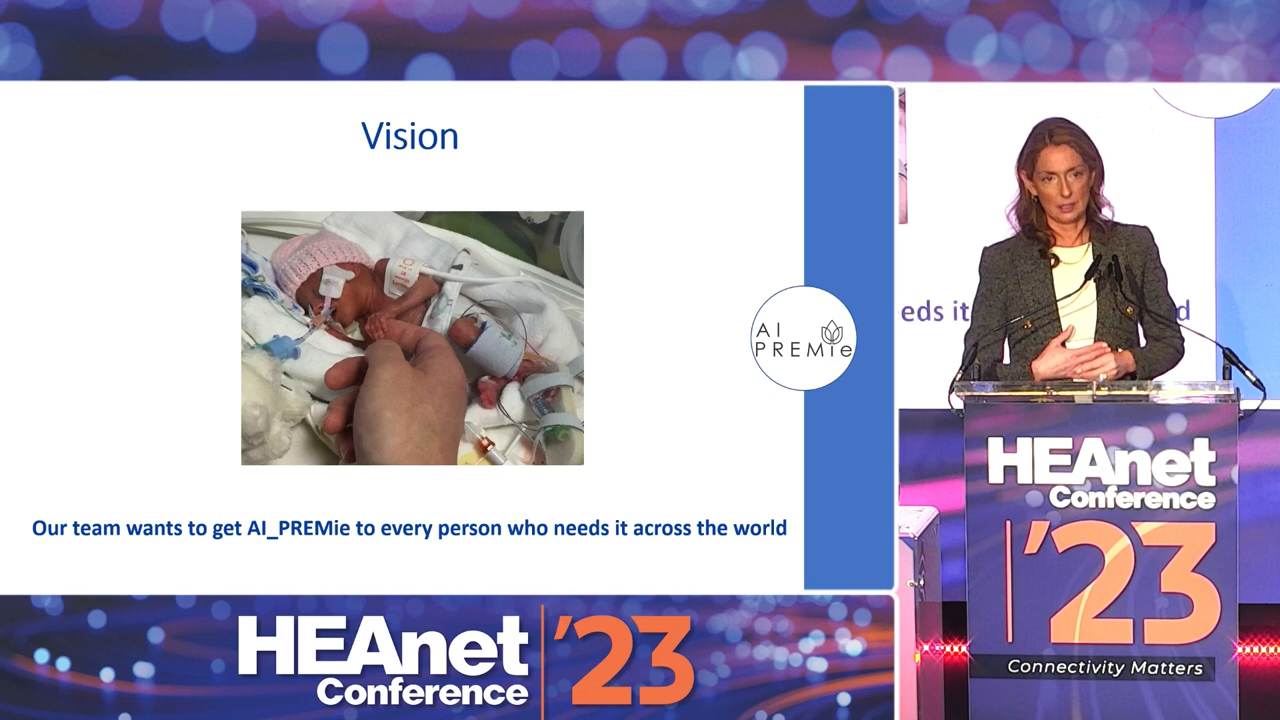 Vision
AI
PREMie
Our team wants to get AI_PREMie to every person who needs it across the world
HEAnet
Conference
'23
eds it
d
HEAnet
Conference
'23
Connectivity Matters